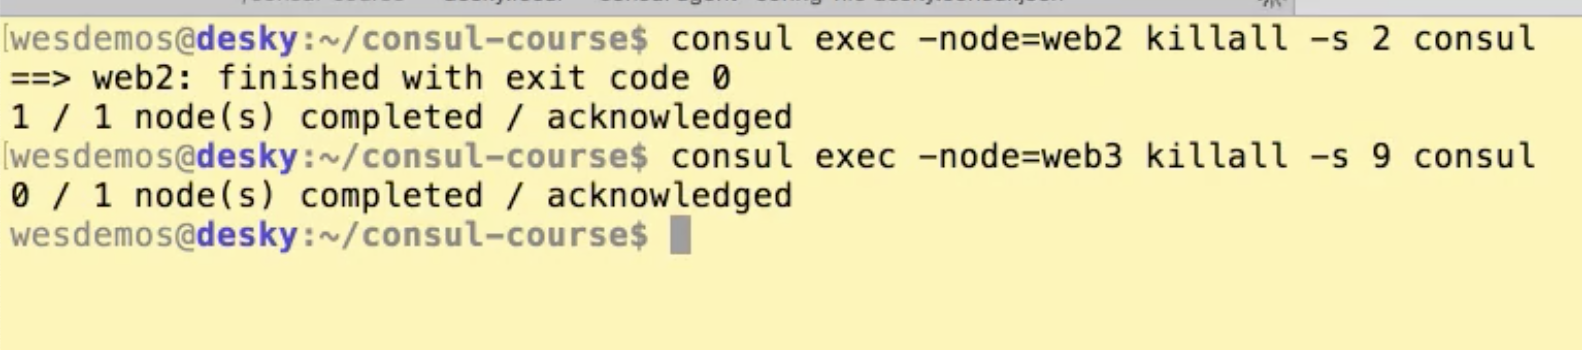 wesdemos@desky:~/consul-course$ consul exec -node=web2 killall -s 2 consul
==> web2: finished with exit code 0
1 / 1 node(s) completed / acknowledged
wesdemos@desky:~/consul-course$ consul exec -node=web3 killall -s 9 consul
0 / 1 node(s) completed / acknowledged
wesdemos@desky:~/consul-course$